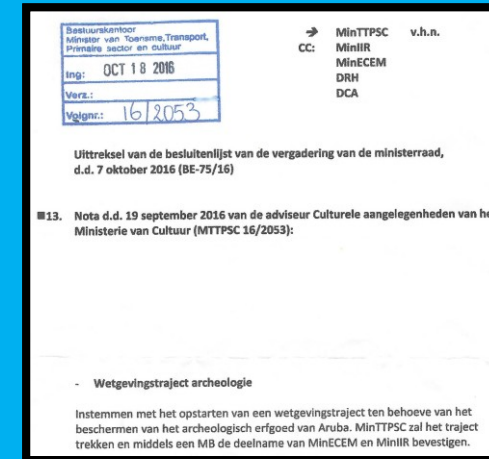 Bestuurskantoor
Minister van Toerisme, Transport,
Primaire sector en cultuur
Ing: OCT 18 2016
Verz.:
Volgnr.: 16/2053
➔ MinTTPSC v.h.n.
CC: MinIIR
MinECEM
DRH
DCA
Uittreksel van de besluitenlijst van de vergadering van de ministerraad,
d.d. 7 oktober 2016 (BE-75/16)
■13. Nota d.d. 19 september 2016 van de adviseur Culturele aangelegenheden van he
Ministerie van Cultuur (MTTPSC 16/2053):
- Wetgevingstraject archeologie
Instemmen met het opstarten van een wetgevingstraject ten behoeve van het
beschermen van het archeologisch erfgoed van Aruba. MinTTPSC zal het traject
trekken en middels een MB de deelname van MinECEM en MinIIR bevestigen.